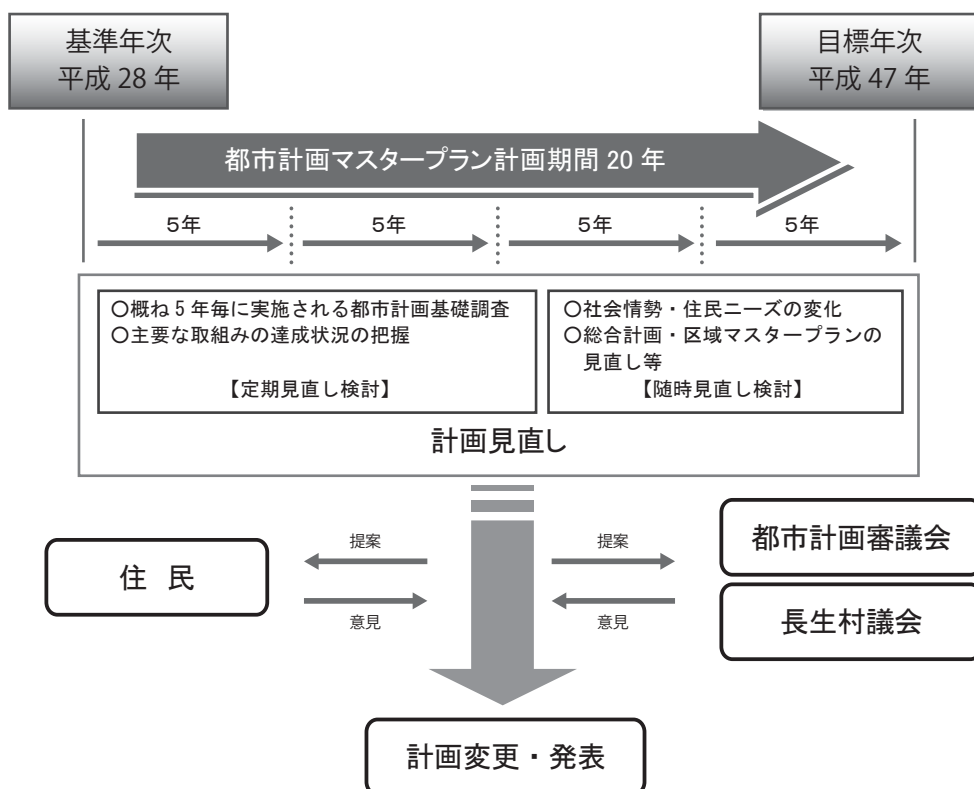 基準年次
平成 28 年
目標年次
平成 47 年
都市計画マスタープラン計画期間 20 年
5年
5年
5年
5年
○概ね 5 年毎に実施される都市計画基礎調査
○主要な取組みの達成状況の把握
【定期見直し検討】
○社会情勢・住民ニーズの変化
○総合計画・区域マスタープランの
見直し等
【随時見直し検討】
計画見直し
住 民
提案
意見
提案
意見
都市計画審議会
長生村議会
計画変更・発表